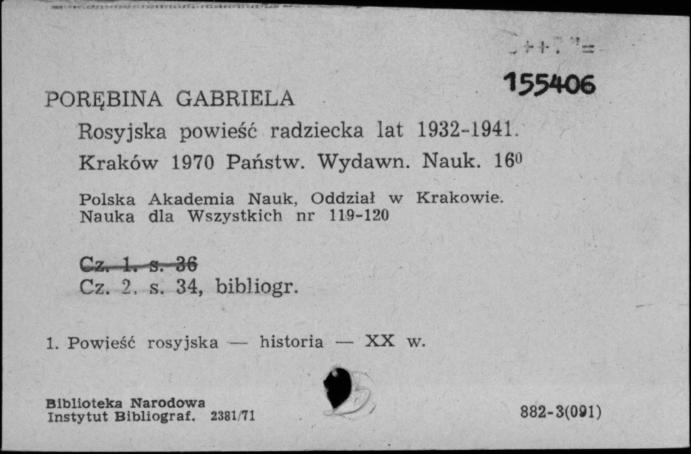 155406
PORĘBINA GABRIELA
Rosyjska powieść radziecka lat 1932-1941.
Kraków 1970 Państw. Wydawn. Nauk. 16⁰
Polska Akademia Nauk, Oddział w Krakowie.
Nauka dla Wszystkich nr 119-120
Cz. 1. s. 36
Cz. 2. s. 34, bibliogr.
1. Powieść rosyjska — historia — XX w.
Biblioteka Narodowa
Instytut Bibliograf. 2381/71
882-3(091)